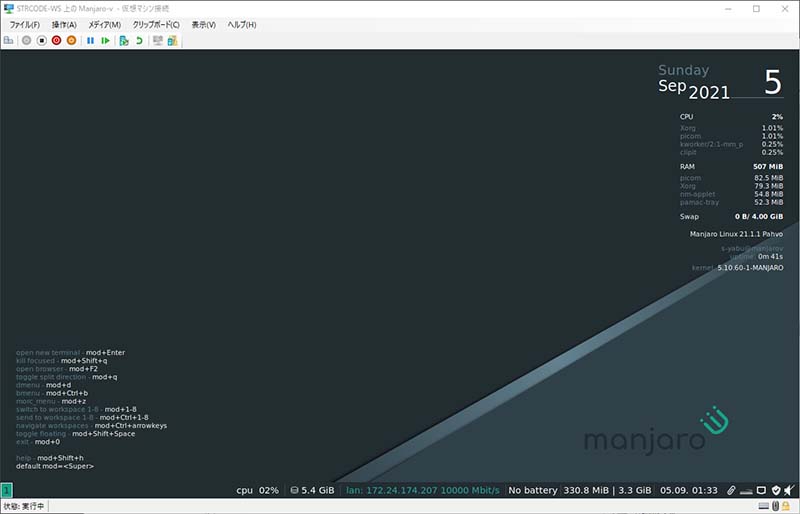 STRCODE-WS 上の Manjaro-v - 仮想マシン接続
ファイル(F) 操作(A) メディア(M) クリップボード(C) 表示(V) ヘルプ(H)
Sunday
Sep 2021 5
CPU 2%
Xorg 1.01%
picom 1.01%
kworker/2:1-mm_p 0.25%
clipit 0.25%
RAM 507 MiB
picom 82.5 MiB
Xorg 79.3 MiB
nm-applet 54.8 MiB
pamac-tray 52.3 MiB
Swap 0 B/ 4.00 GiB
Manjaro Linux 21.1.1 Pahvo
s-yabu@manjarov
uptime: 0m 41s
kernel: 5.10.60-1-MANJARO
open new terminal - mod+Enter
kill focused - mod+Shift+q
open browser - mod+F2
toggle split direction - mod+q
dmenu - mod+d
bmenu - mod+Ctrl+b
morc_menu - mod+z
switch to workspace 1-8 - mod+1-8
send to workspace 1-8 - mod+Ctrl+1-8
navigate workspaces - mod+Ctrl+arrowkeys
toggle floating - mod+Shift+Space
exit - mod+0
help - mod+Shift+h
default mod=<Super>
manjaro
1 cpu 02% 5.4 GiB lan: 172.24.174.207 10000 Mbit/s No battery 330.8 MiB | 3.3 GiB 05.09. 01:33
状態: 実行中